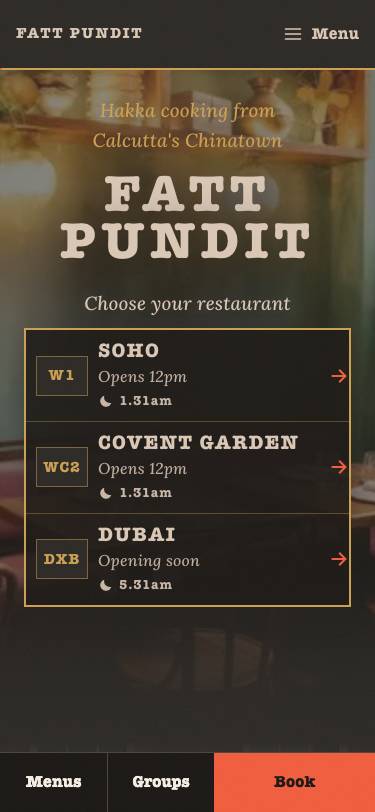 FATT PUNDIT
Menu
Hakka cooking from
Calcutta's Chinatown
FATT
PUNDIT
Choose your restaurant
W1
SOHO
Opens 12pm
1.31am
WC2
COVENT GARDEN
Opens 12pm
1.31am
DXB
DUBAI
Opening soon
5.31am
Menus
Groups
Book